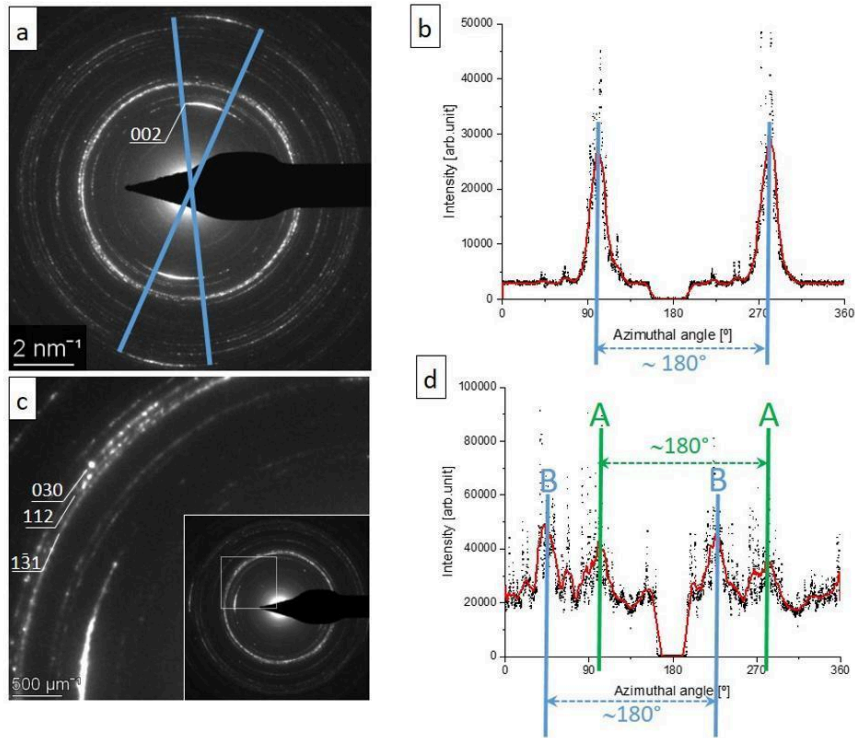 a
002
2 nm⁻¹
b
50000
40000
30000
20000
10000
0
Intensity [arb.unit]
90
180
270
360
Azimuthal angle [º]
~ 180°
c
030
112
1-31
500 µm⁻¹
d
100000
80000
60000
40000
20000
0
Intensity [arb.unit]
A
A
~180°
B
B
0
90
180
270
360
Azimuthal angle [º]
~180°